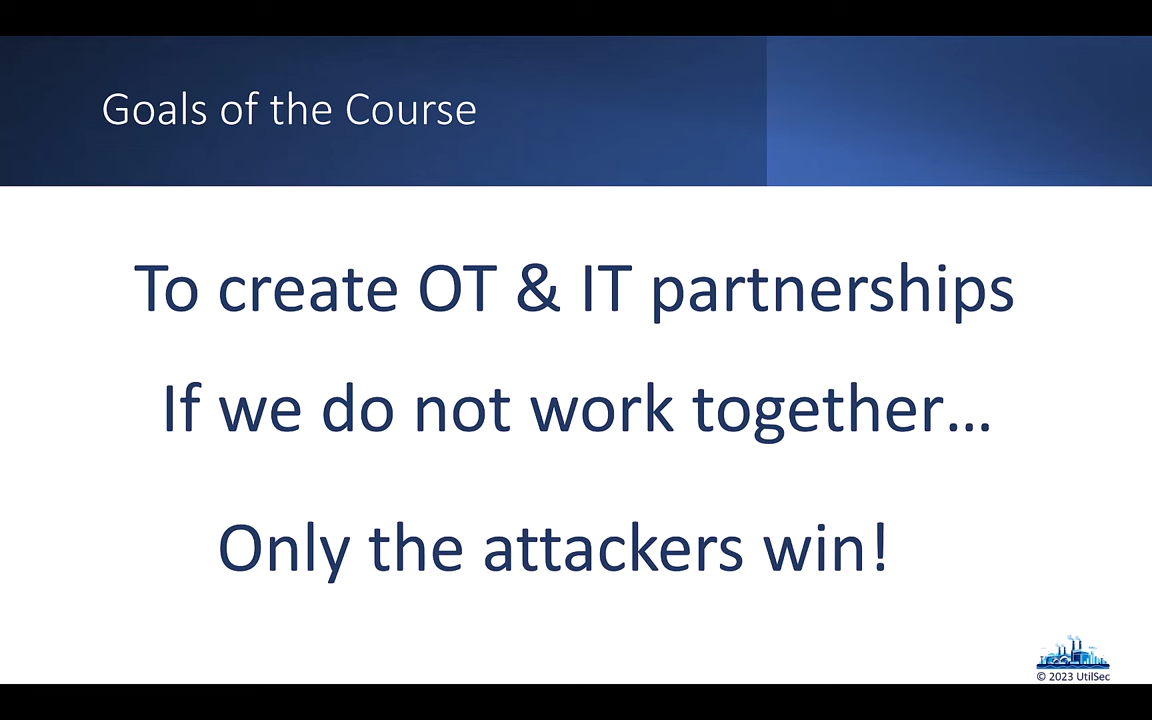 Goals of the Course
To create OT & IT partnerships
If we do not work together…
Only the attackers win!
© 2023 UtilSec